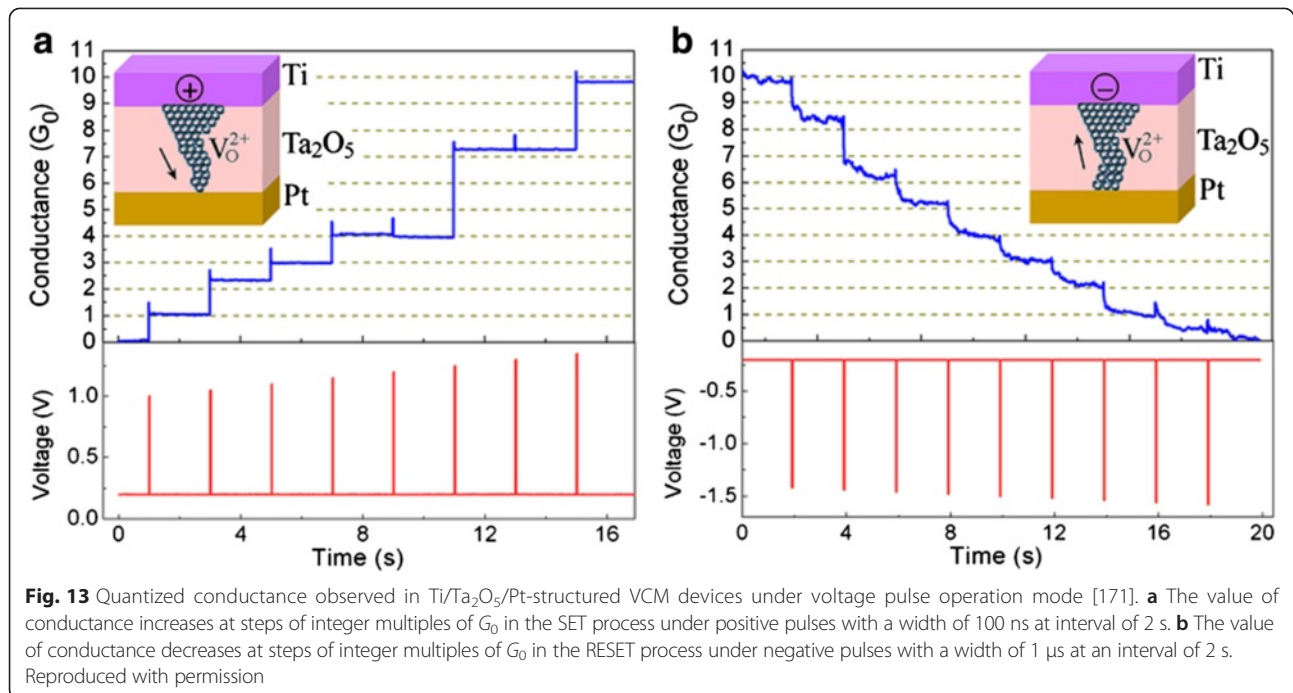 a
11
10
9
8
7
6
5
4
3
2
1
0
Conductance (G0)
+
Ti
V_O^2+
Ta2O5
Pt
1.0
0.5
0.0
Voltage (V)
0 4 8 12 16
Time (s)
b
11
10
9
8
7
6
5
4
3
2
1
0
Conductance (G0)
−
Ti
V_O^2+
Ta2O5
Pt
-0.5
-1.0
-1.5
Voltage (V)
0 4 8 12 16 20
Time (s)
Fig. 13 Quantized conductance observed in Ti/Ta2O5/Pt-structured VCM devices under voltage pulse operation mode [171]. a The value of
conductance increases at steps of integer multiples of G0 in the SET process under positive pulses with a width of 100 ns at interval of 2 s. b The value
of conductance decreases at steps of integer multiples of G0 in the RESET process under negative pulses with a width of 1 μs at an interval of 2 s.
Reproduced with permission